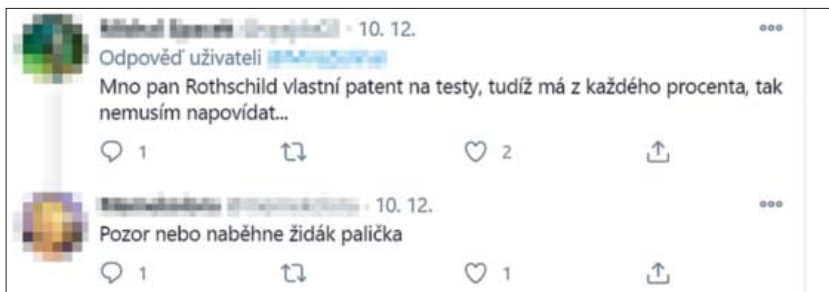 · 10. 12.
Odpověď uživateli
Mno pan Rothschild vlastní patent na testy, tudíž má z každého procenta, tak
nemusím napovídat...
1 2
· 10. 12.
Pozor nebo naběhne židák palička
1 1